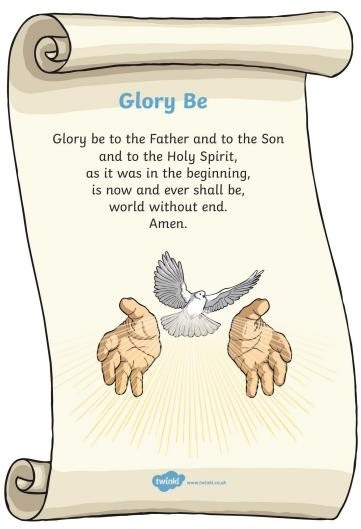 Glory Be
Glory be to the Father and to the Son
and to the Holy Spirit,
as it was in the beginning,
is now and ever shall be,
world without end.
Amen.
twinkl
www.twinkl.co.uk